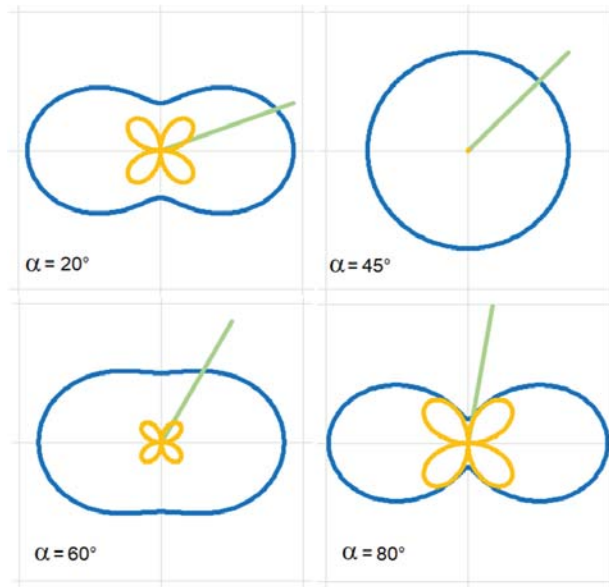 α = 20°
α = 45°
α = 60°
α = 80°